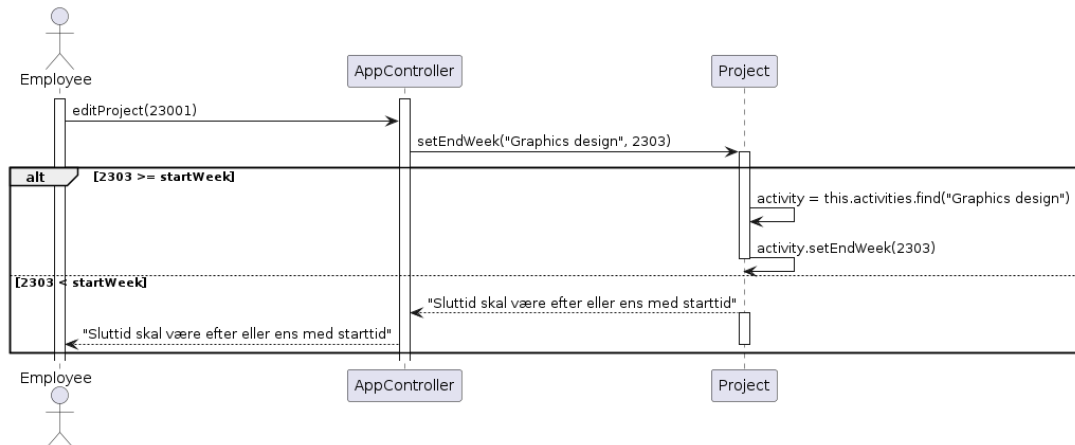 Employee
AppController
Project
editProject(23001)
setEndWeek("Graphics design", 2303)
alt
[2303 >= startWeek]
activity = this.activities.find("Graphics design")
activity.setEndWeek(2303)
[2303 < startWeek]
"Sluttid skal være efter eller ens med starttid"
"Sluttid skal være efter eller ens med starttid"
Employee
AppController
Project